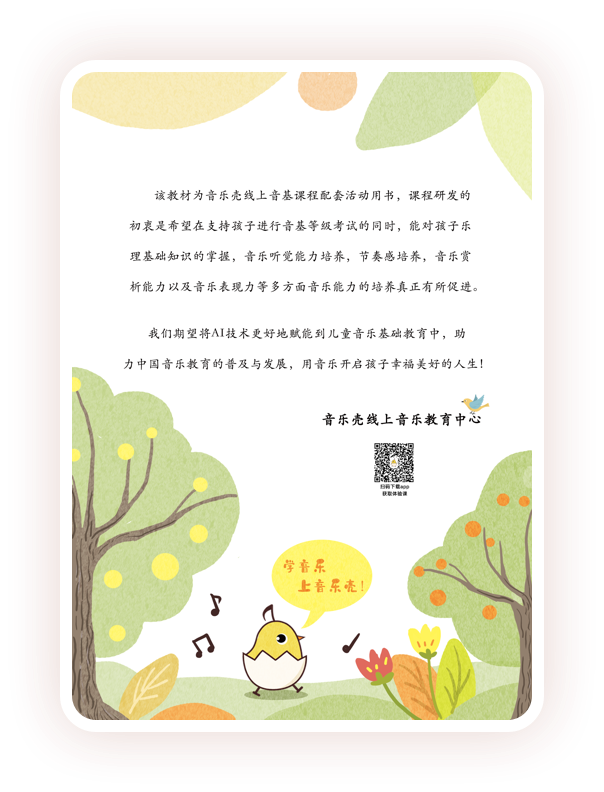 该教材为音乐壳线上音基课程配套活动用书，课程研发的
初衷是希望在支持孩子进行音基等级考试的同时，能对孩子乐
理基础知识的掌握，音乐听觉能力培养，节奏感培养，音乐赏
析能力以及音乐表现力等多方面音乐能力的培养真正有所促进。
我们期望将AI技术更好地赋能到儿童音乐基础教育中，助
力中国音乐教育的普及与发展，用音乐开启孩子幸福美好的人生！
音乐壳线上音乐教育中心
扫码下载APP
获取体验课
学音乐
上音乐壳！